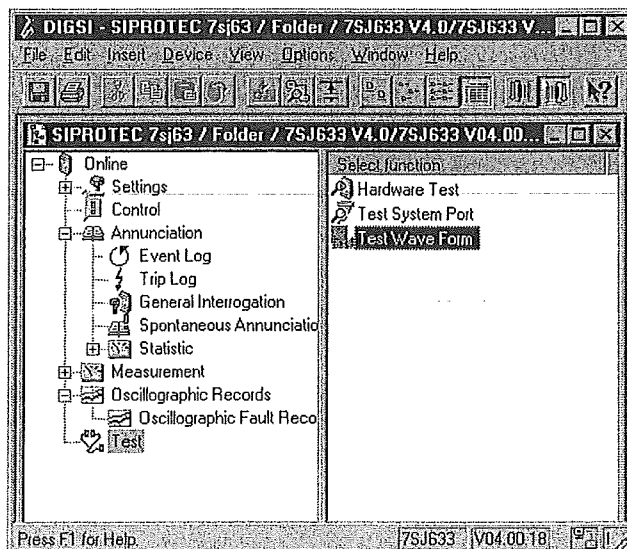 DIGSI - SIPROTEC 7sj63 / Folder / 7SJ633 V4.0/7SJ633 V...
File Edit Insert Device View Options Window Help
SIPROTEC 7sj63 / Folder / 7SJ633 V4.0/7SJ633 V04.00...
Online
Settings
Control
Annunciation
Event Log
Trip Log
General Interrogation
Spontaneous Annunciatio
Statistic
Measurement
Oscillographic Records
Oscillographic Fault Reco
Test
Select function
Hardware Test
Test System Port
Test Wave Form
Press F1 for Help.
7SJ633
V04.00.18